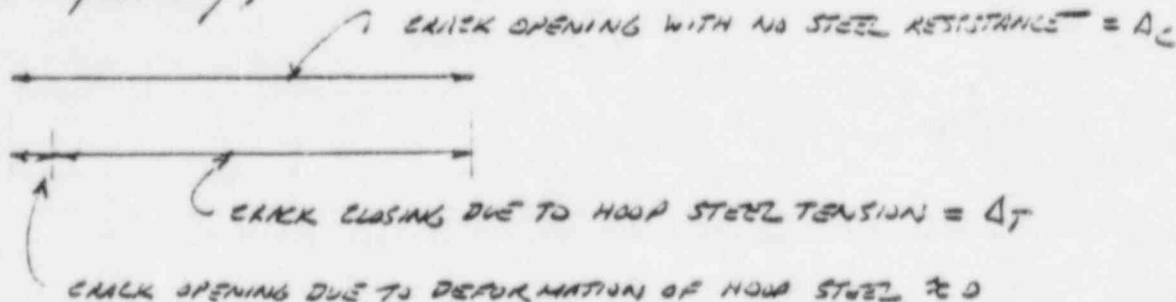 CRACK OPENING WITH NO STEEL RESISTANCE = Δc
CRACK CLOSING DUE TO HOOP STEEL TENSION = ΔT
CRACK OPENING DUE TO DEFORMATION OF HOOP STEEL ≈ 0